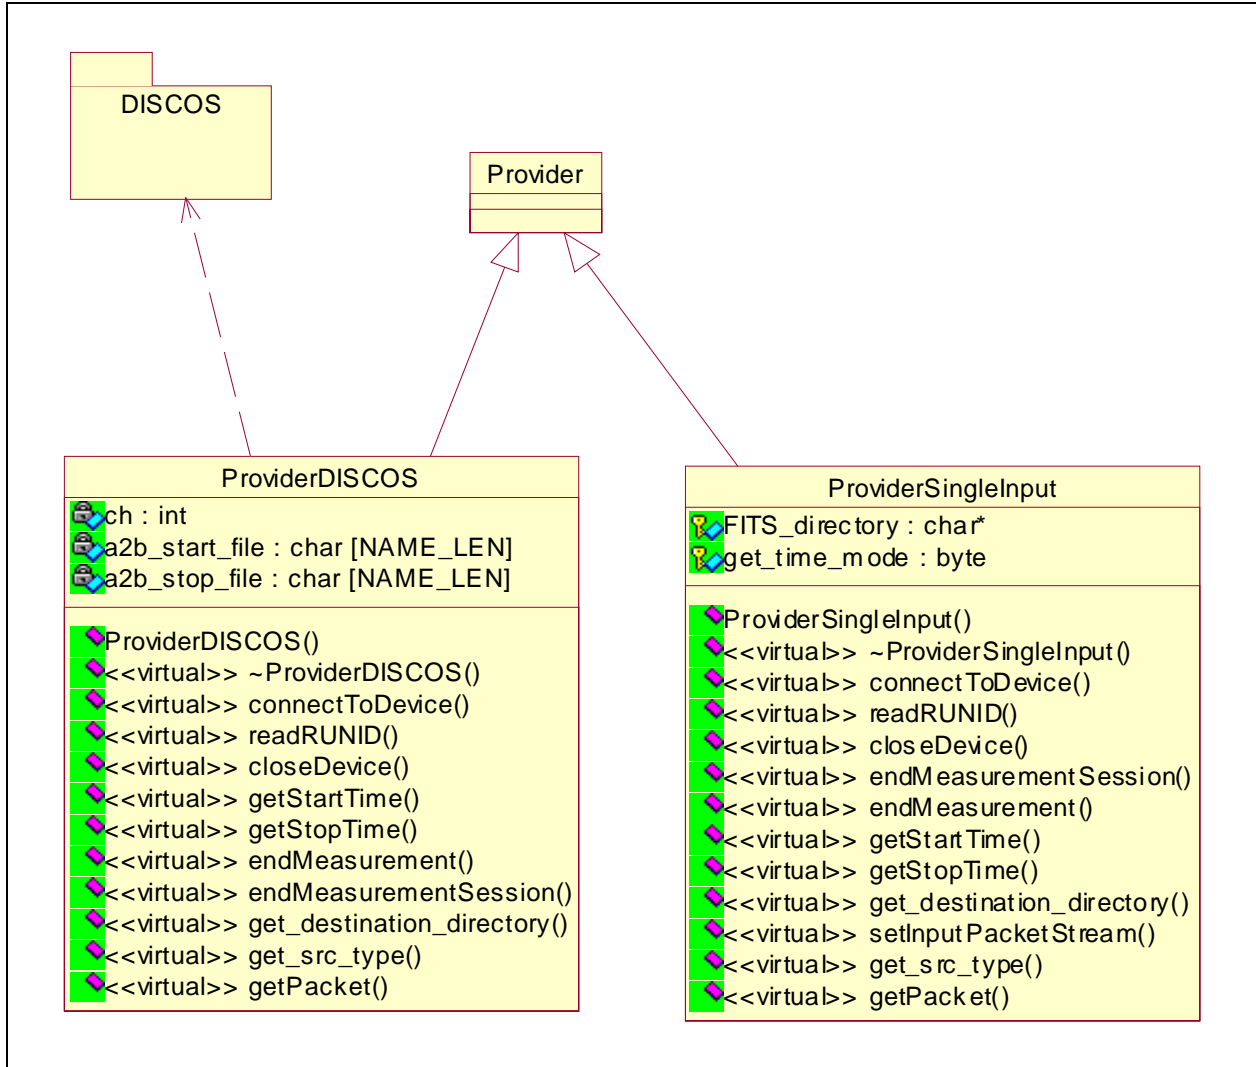 DISCOS
Provider
ProviderDISCOS
ch : int
a2b_start_file : char [NAME_LEN]
a2b_stop_file : char [NAME_LEN]
ProviderDISCOS()
<<virtual>> ~ProviderDISCOS()
<<virtual>> connectToDevice()
<<virtual>> readRUNID()
<<virtual>> closeDevice()
<<virtual>> getStartTime()
<<virtual>> getStopTime()
<<virtual>> endMeasurement()
<<virtual>> endMeasurementSession()
<<virtual>> get_destination_directory()
<<virtual>> get_src_type()
<<virtual>> getPacket()
ProviderSingleInput
FITS_directory : char*
get_time_mode : byte
ProviderSingleInput()
<<virtual>> ~ProviderSingleInput()
<<virtual>> connectToDevice()
<<virtual>> readRUNID()
<<virtual>> closeDevice()
<<virtual>> endMeasurementSession()
<<virtual>> endMeasurement()
<<virtual>> getStartTime()
<<virtual>> getStopTime()
<<virtual>> get_destination_directory()
<<virtual>> setInputPacketStream()
<<virtual>> get_src_type()
<<virtual>> getPacket()